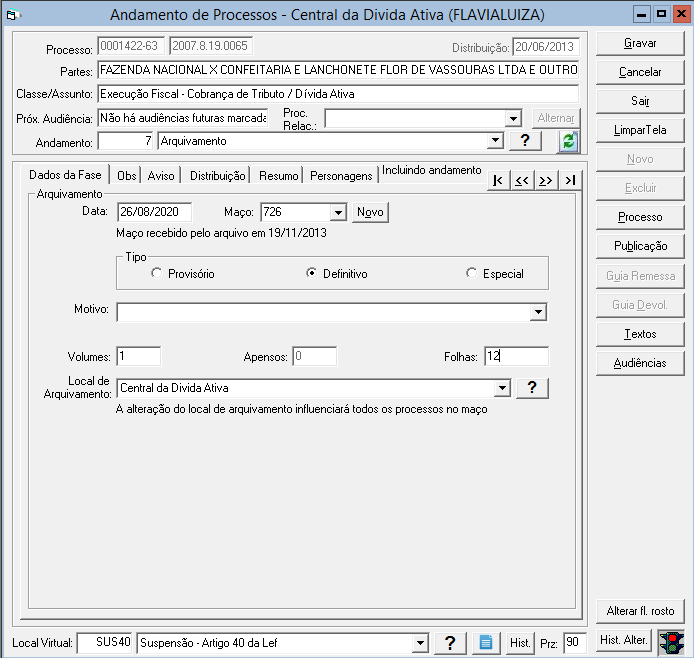 Andamento de Processos - Central da Divida Ativa (FLAVIALUIZA)
Processo: 0001422-63 2007.8.19.0065 Distribuição: 20/06/2013
Partes: FAZENDA NACIONAL X CONFEITARIA E LANCHONETE FLOR DE VASSOURAS LTDA E OUTRO
Classe/Assunto: Execução Fiscal - Cobrança de Tributo / Dívida Ativa
Próx. Audiência: Não há audiências futuras marcada Proc. Relac.: Alternar
Andamento: 7 Arquivamento ?
Dados da Fase Obs Aviso Distribuição Resumo Personagens Incluindo andamento |< << >> >|
Arquivamento
Data: 26/08/2020 Maço: 726 Novo
Maço recebido pelo arquivo em 19/11/2013
Tipo
Provisório Definitivo Especial
Motivo:
Volumes: 1 Apensos: 0 Folhas: 12
Local de Arquivamento: Central da Divida Ativa ?
A alteração do local de arquivamento influenciará todos os processos no maço
Local Virtual: SUS40 Suspensão - Artigo 40 da Lef ? Hist. Prz: 90
Gravar
Cancelar
Sair
LimparTela
Novo
Excluir
Processo
Publicação
Guia Remessa
Guia Devol.
Textos
Audiências
Alterar fl. rosto
Hist. Alter.